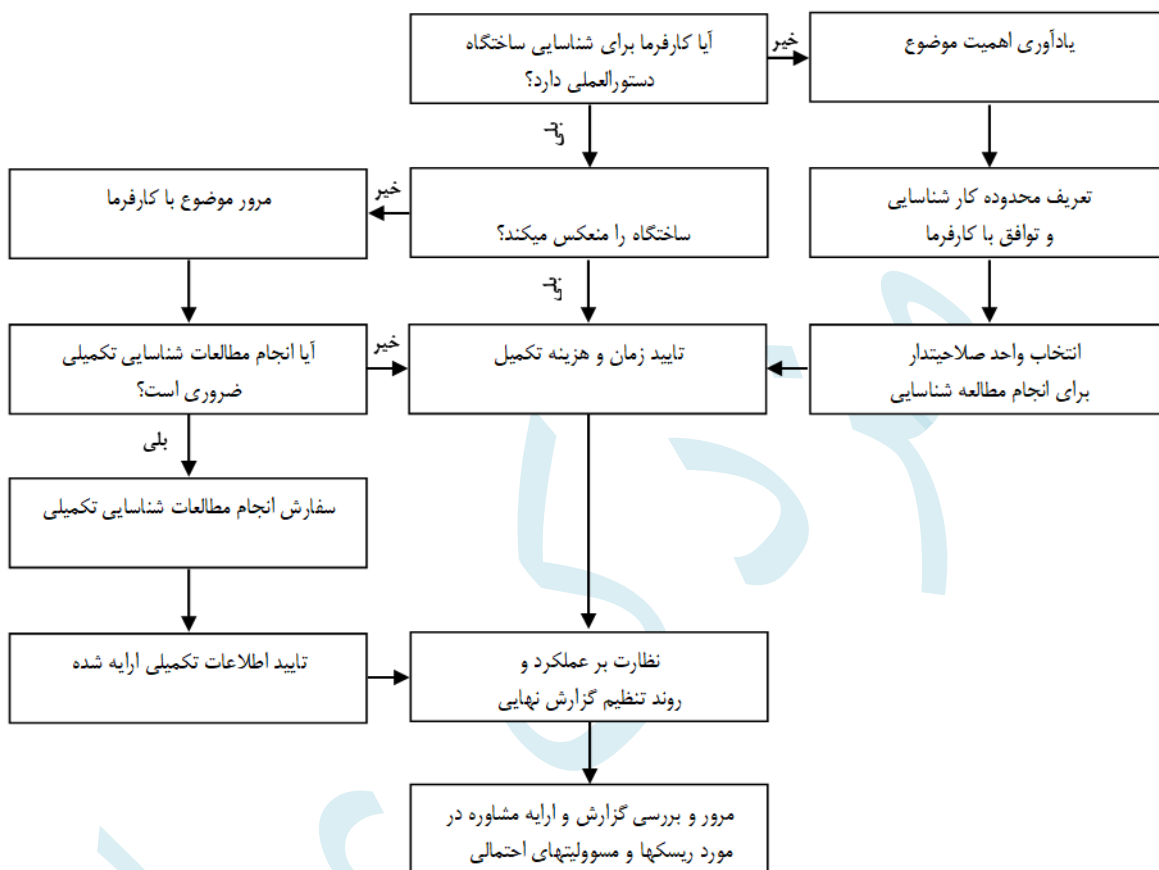 آیا کارفرما برای شناسایی ساختگاه
دستورالعملی دارد؟
خیر
یادآوری اهمیت موضوع
بلی
مرور موضوع با کارفرما
خیر
ساختگاه را منعکس میکند؟
تعریف محدوده کار شناسایی
و توافق با کارفرما
بلی
آیا انجام مطالعات شناسایی تکمیلی
ضروری است؟
خیر
تایید زمان و هزینه تکمیل
انتخاب واحد صلاحیتدار
برای انجام مطالعه شناسایی
بلی
سفارش انجام مطالعات شناسایی تکمیلی
تایید اطلاعات تکمیلی ارایه شده
نظارت بر عملکرد و
روند تنظیم گزارش نهایی
مرور و بررسی گزارش و ارایه مشاوره در
مورد ریسکها و مسوولیتهای احتمالی